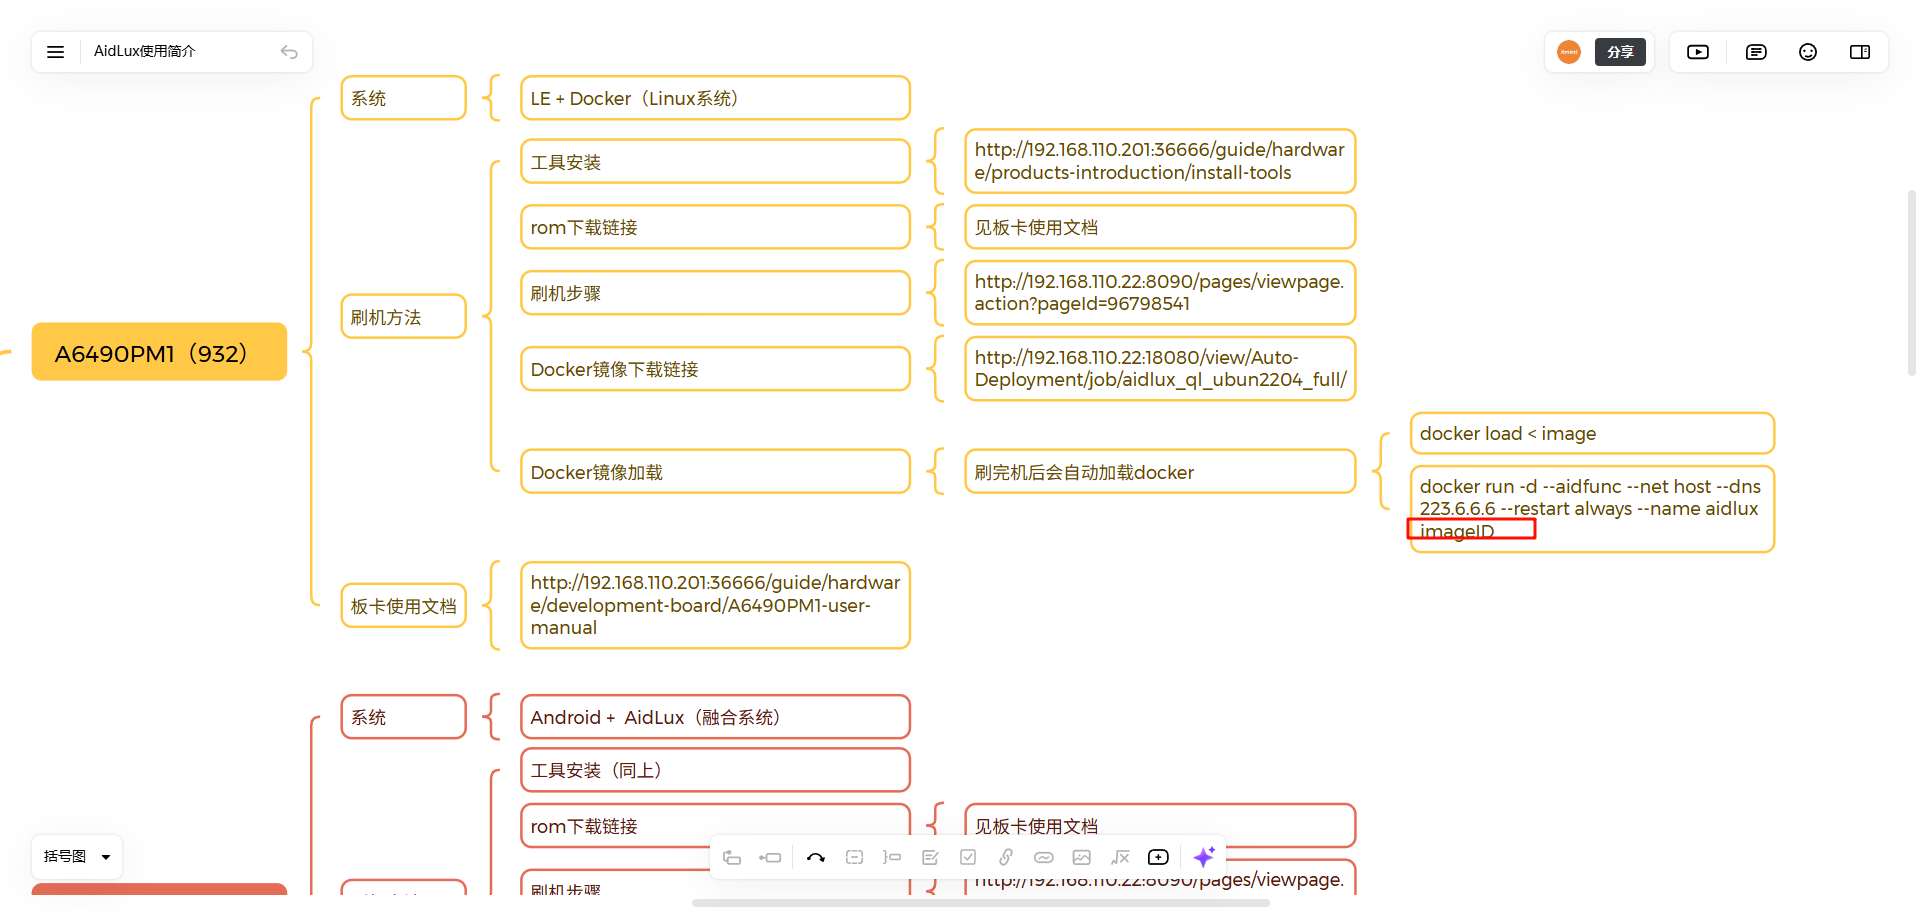 AidLux使用简介
分享
系统
LE + Docker（Linux系统）
工具安装
http://192.168.110.201:36666/guide/hardwar
e/products-introduction/install-tools
rom下载链接
见板卡使用文档
刷机步骤
http://192.168.110.22:8090/pages/viewpage.
action?pageId=96798541
A6490PM1（932）
刷机方法
Docker镜像下载链接
http://192.168.110.22:18080/view/Auto-
Deployment/job/aidlux_ql_ubun2204_full/
docker load < image
Docker镜像加载
刷完机后会自动加载docker
docker run -d --aidfunc --net host --dns
223.6.6.6 --restart always --name aidlux
imageID
板卡使用文档
http://192.168.110.201:36666/guide/hardwar
e/development-board/A6490PM1-user-
manual
系统
Android + AidLux（融合系统）
工具安装（同上）
rom下载链接
见板卡使用文档
括号图
刷机步骤
http://192.168.110.22:8090/pages/viewpage.